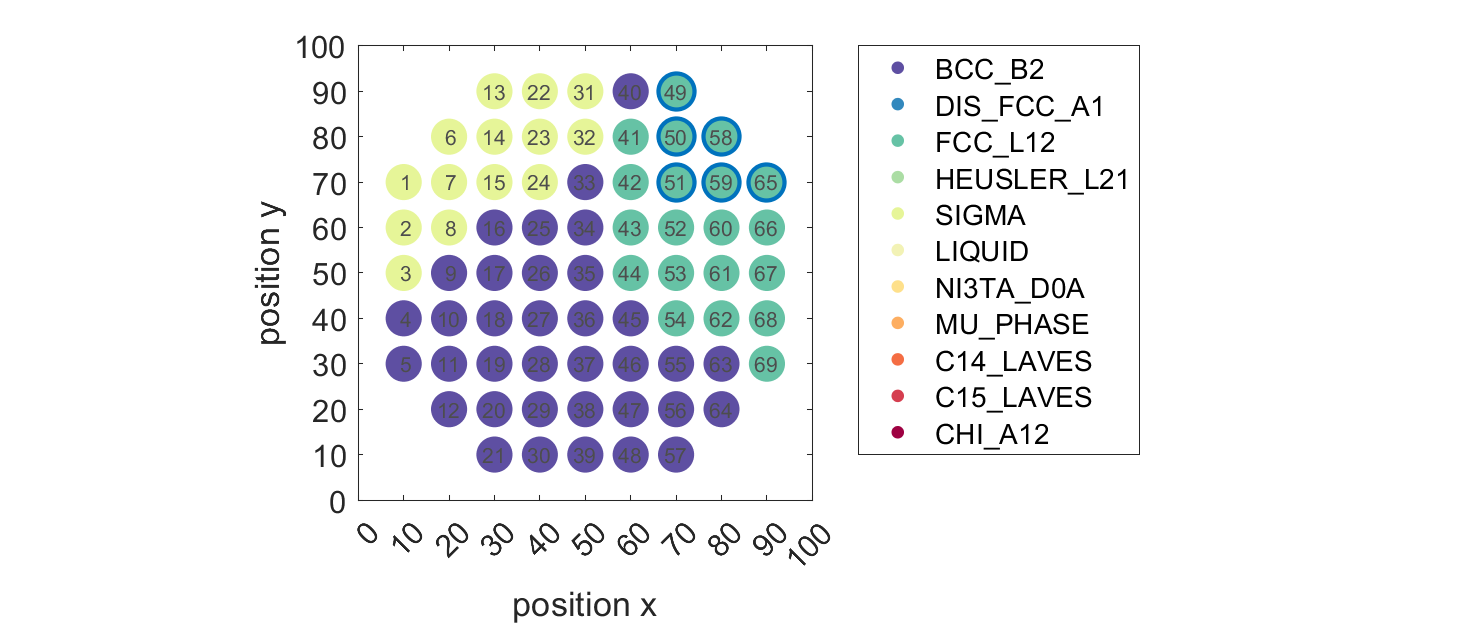 100
90
80
70
60
50
40
30
20
10
0
13 22 31 40 49
6 14 23 32 41 50 58
1 7 15 24 33 42 51 59 65
2 8 16 25 34 43 52 60 66
3 9 17 26 35 44 53 61 67
4 10 18 27 36 45 54 62 68
5 11 19 28 37 46 55 63 69
12 20 29 38 47 56 64
21 30 39 48 57
0 10 20 30 40 50 60 70 80 90 100
position x
position y
BCC_B2
DIS_FCC_A1
FCC_L12
HEUSLER_L21
SIGMA
LIQUID
NI3TA_D0A
MU_PHASE
C14_LAVES
C15_LAVES
CHI_A12